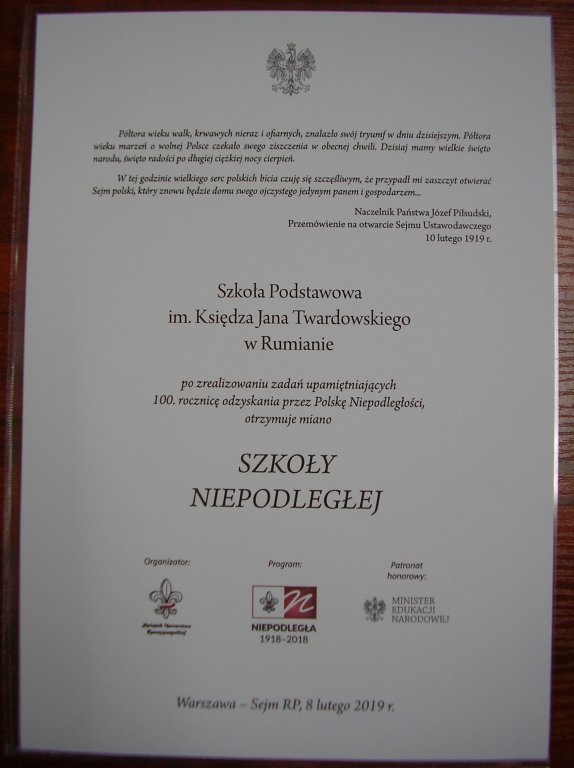 Półtora wieku walk, krwawych nieraz i ofiarnych, znalazło swój tryumf w dniu dzisiejszym. Półtora
wieku marzeń o wolnej Polsce czekało swego ziszczenia w obecnej chwili. Dzisiaj mamy wielkie święto
narodu, święto radości po długiej ciężkiej nocy cierpień.
W tej godzinie wielkiego serc polskich bicia czuję się szczęśliwym, że przypadł mi zaszczyt otwierać
Sejm polski, który znowu będzie domu swego ojczystego jedynym panem i gospodarzem...
Naczelnik Państwa Józef Piłsudski,
Przemówienie na otwarcie Sejmu Ustawodawczego
10 lutego 1919 r.
Szkoła Podstawowa
im. Księdza Jana Twardowskiego
w Rumianie
po zrealizowaniu zadań upamiętniających
100. rocznicę odzyskania przez Polskę Niepodległości,
otrzymuje miano
SZKOŁY
NIEPODLEGŁEJ
Organizator:
Związek Harcerstwa
Rzeczypospolitej
Program:
NIEPODLEGŁA
1918–2018
Patronat
honorowy:
MINISTER
EDUKACJI
NARODOWEJ
Warszawa – Sejm RP, 8 lutego 2019 r.